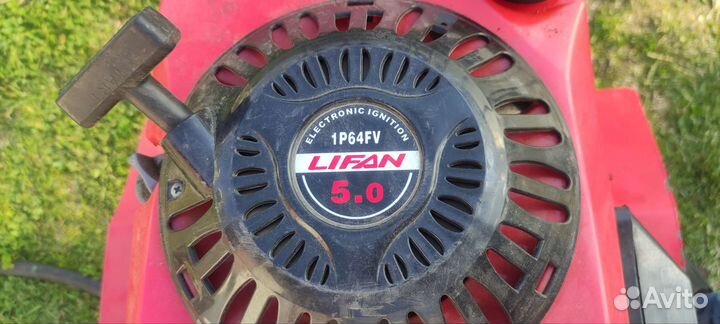 ELECTRONIC IGNITION
1P64FV
LIFAN
5.0
Avito